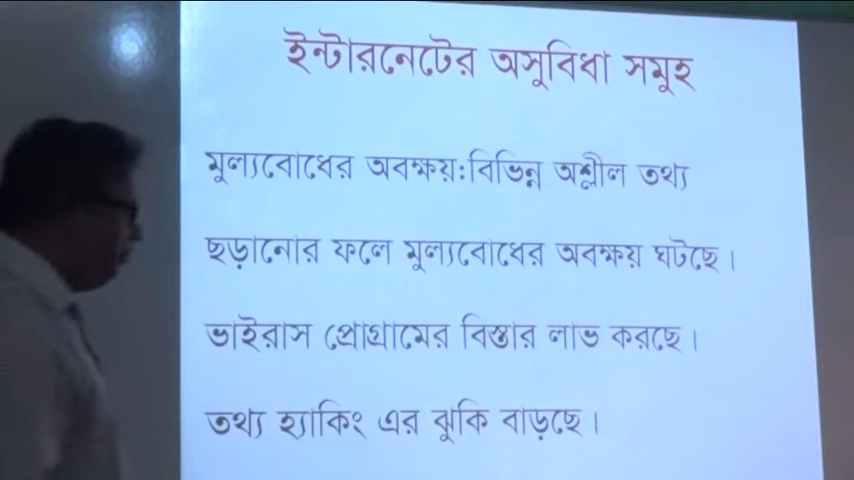 ইন্টারনেটের অসুবিধা সমুহ
মুল্যবোধের অবক্ষয়:বিভিন্ন অশ্লীল তথ্য
ছড়ানোর ফলে মুল্যবোধের অবক্ষয় ঘটছে।
ভাইরাস প্রোগ্রামের বিস্তার লাভ করছে।
তথ্য হ্যাকিং এর ঝুকি বাড়ছে।